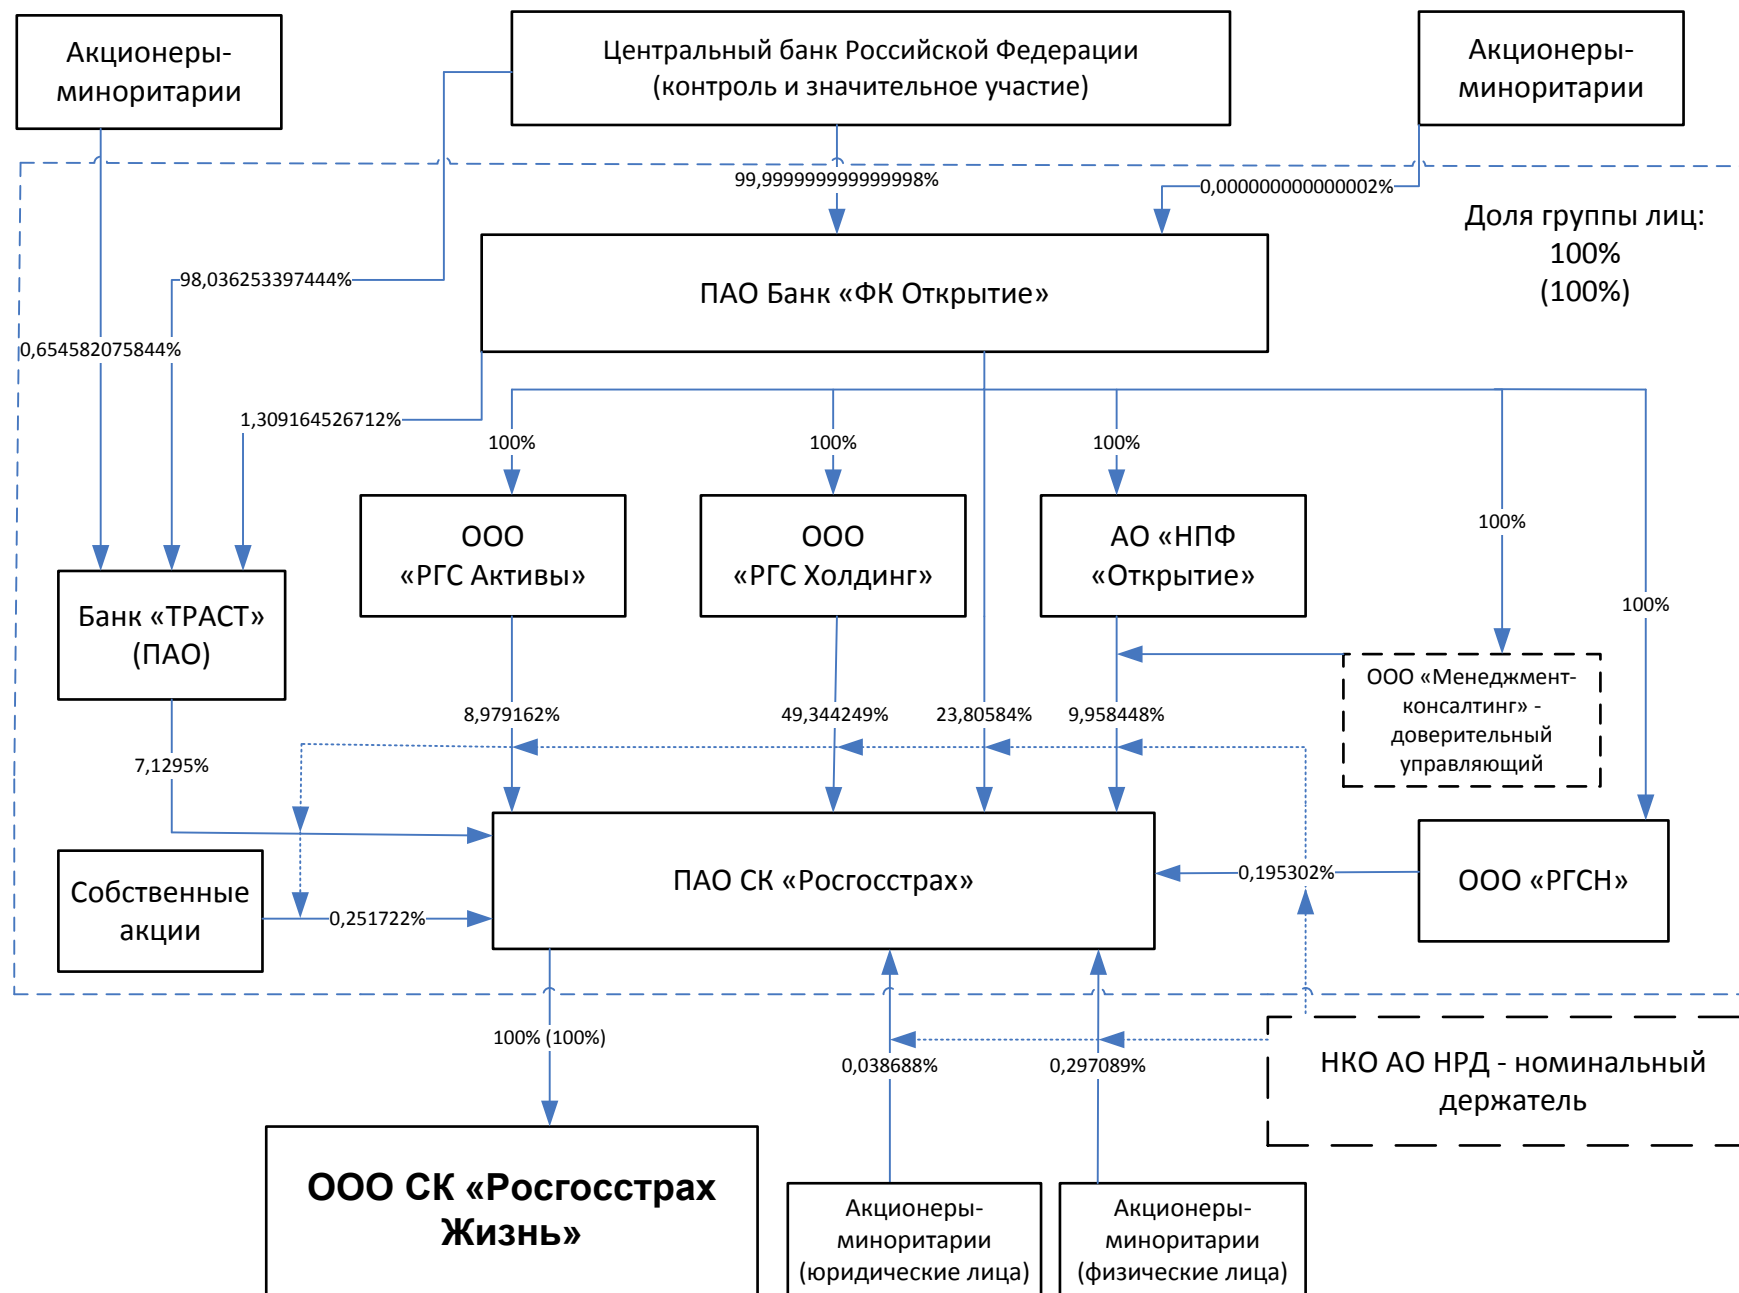 Акционеры-
миноритарии
Центральный банк Российской Федерации
(контроль и значительное участие)
Акционеры-
миноритарии
99,999999999999998%
0,000000000000002%
Доля группы лиц:
100%
(100%)
98,036253397444%
ПАО Банк «ФК Открытие»
0,654582075844%
1,309164526712%
100%
100%
100%
100%
100%
ООО
«РГС Активы»
ООО
«РГС Холдинг»
АО «НПФ
«Открытие»
Банк «ТРАСТ»
(ПАО)
ООО «Менеджмент-
консалтинг» -
доверительный
управляющий
8,979162%
49,344249%
23,80584%
9,958448%
7,1295%
ПАО СК «Росгосстрах»
0,195302%
ООО «РГСН»
Собственные
акции
0,251722%
100% (100%)
0,038688%
0,297089%
НКО АО НРД - номинальный
держатель
ООО СК «Росгосстрах
Жизнь»
Акционеры-
миноритарии
(юридические лица)
Акционеры-
миноритарии
(физические лица)